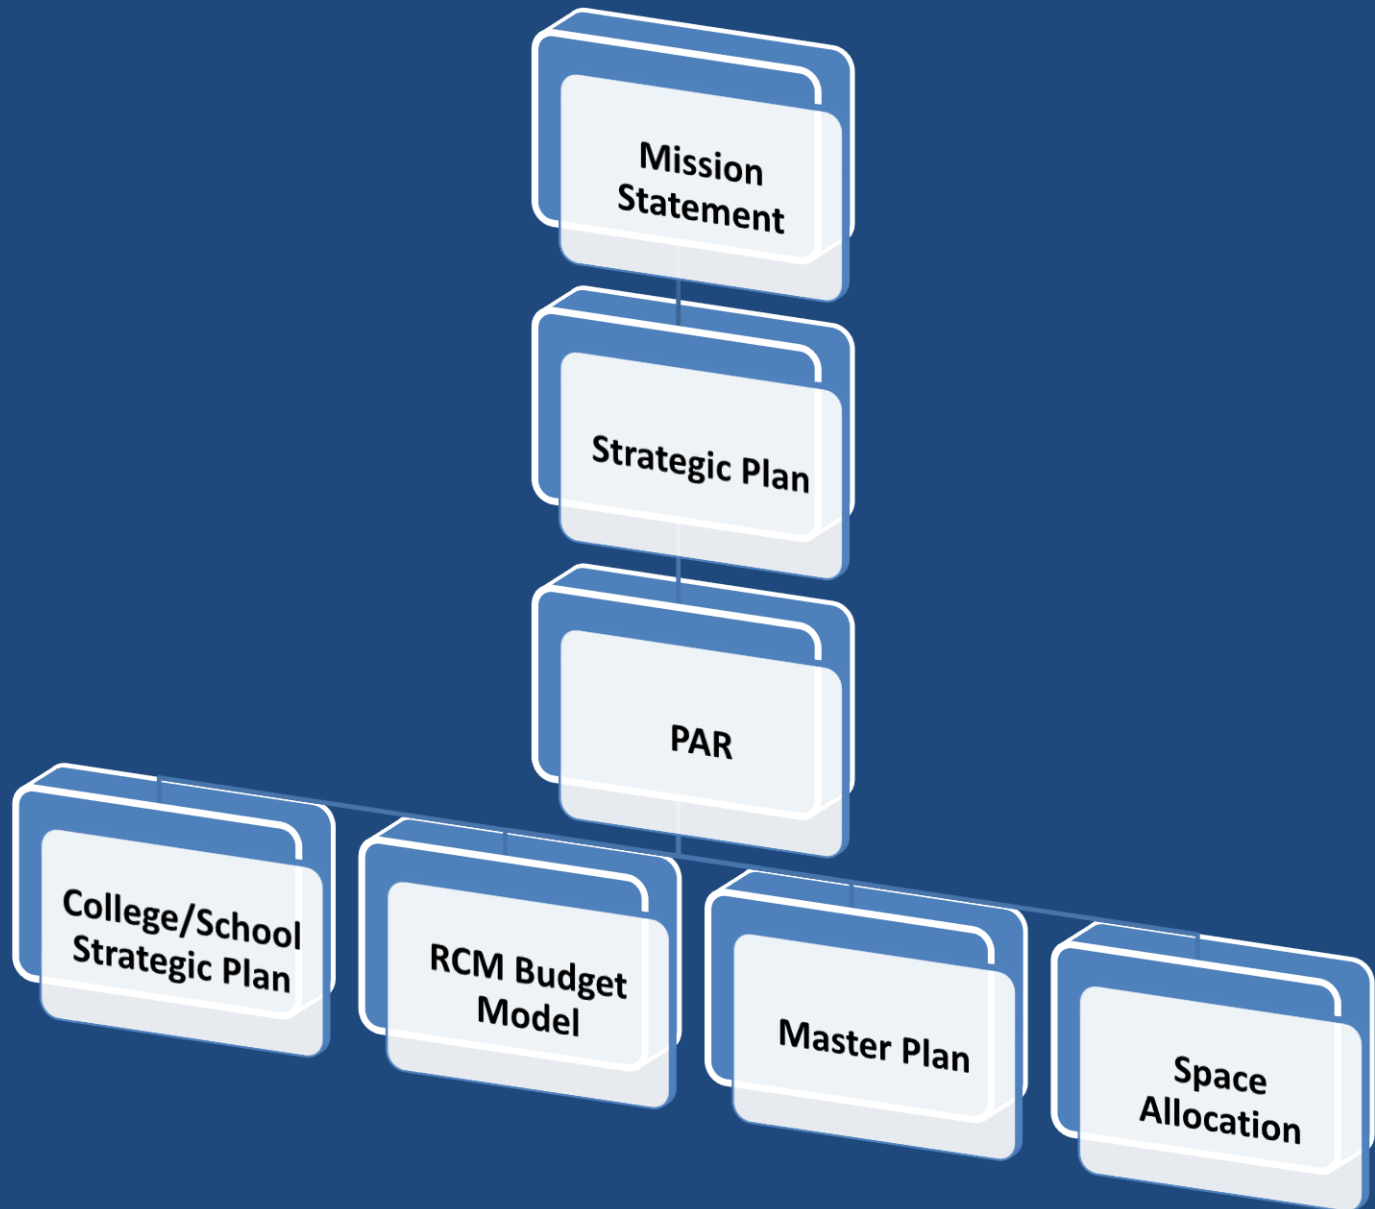 Mission
Statement
Strategic Plan
PAR
College/School
Strategic Plan
RCM Budget
Model
Master Plan
Space
Allocation